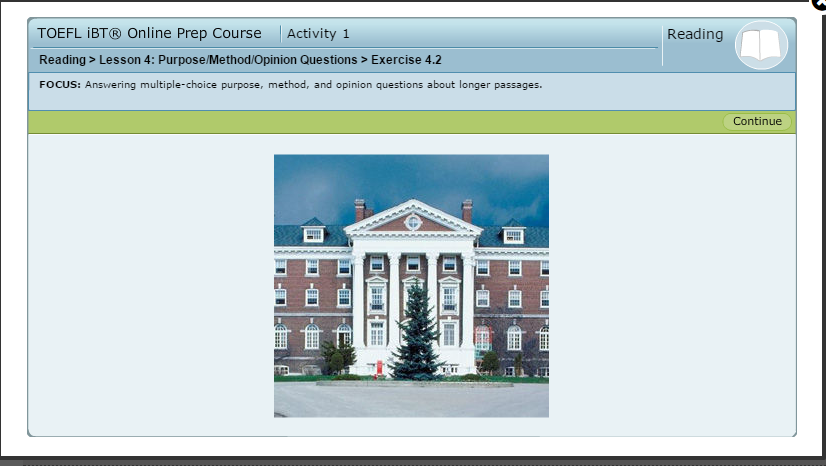 TOEFL iBT® Online Prep Course Activity 1 Reading
Reading > Lesson 4: Purpose/Method/Opinion Questions > Exercise 4.2
FOCUS: Answering multiple-choice purpose, method, and opinion questions about longer passages.
Continue